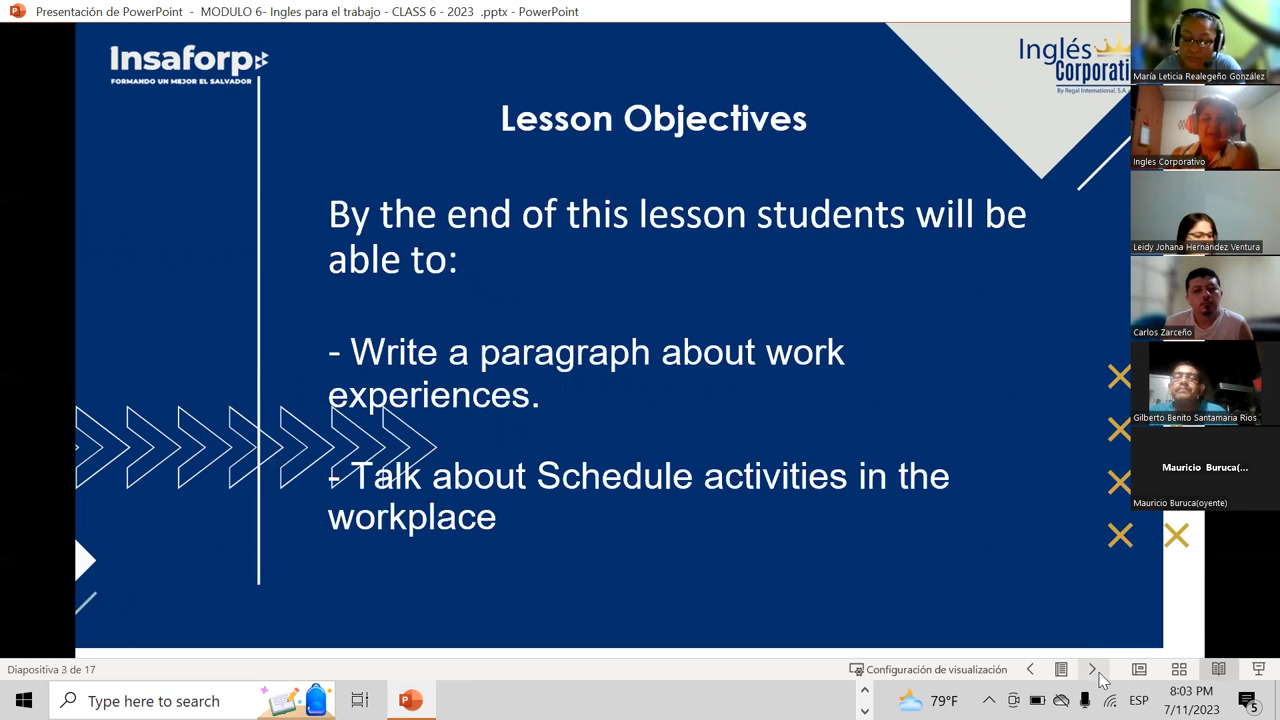 Presentación de PowerPoint - MODULO 6- Ingles para el trabajo - CLASS 6 - 2023 .pptx - PowerPoint
Insaforp
FORMANDO UN MEJOR EL SALVADOR
Inglés
Corporati
By Regal International, S.A.
Lesson Objectives
By the end of this lesson students will be
able to:
- Write a paragraph about work
experiences.
- Talk about Schedule activities in the
workplace
María Leticia Realegeño González
Ingles Corporativo
Leidy Johana Hernández Ventura
Carlos Zarceño
Gilberto Benito Santamaria Rios
Mauricio Buruca(...
Mauricio Buruca(oyente)
Diapositiva 3 de 17
Configuración de visualización
Type here to search
79°F
ESP
8:03 PM
7/11/2023
5